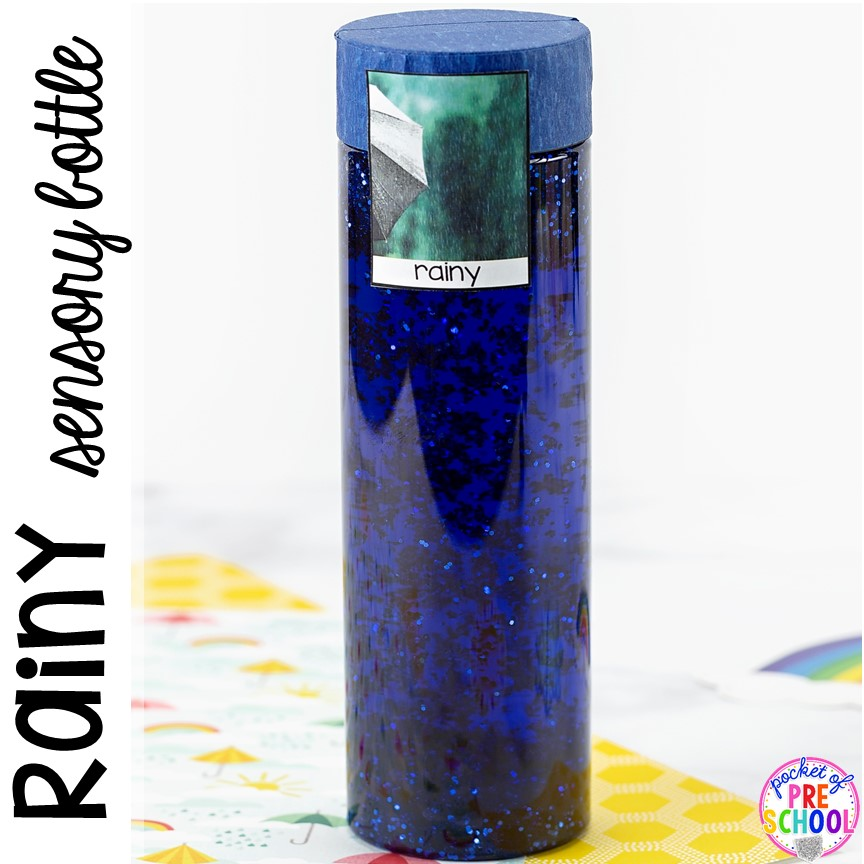 Rainy sensory bottle
rainy
pocket of
PRE
SCHOOL